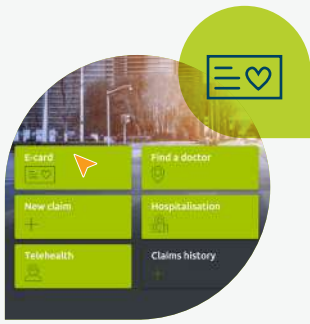 E-card
Find a doctor
New claim
Hospitalisation
Telehealth
Claims history